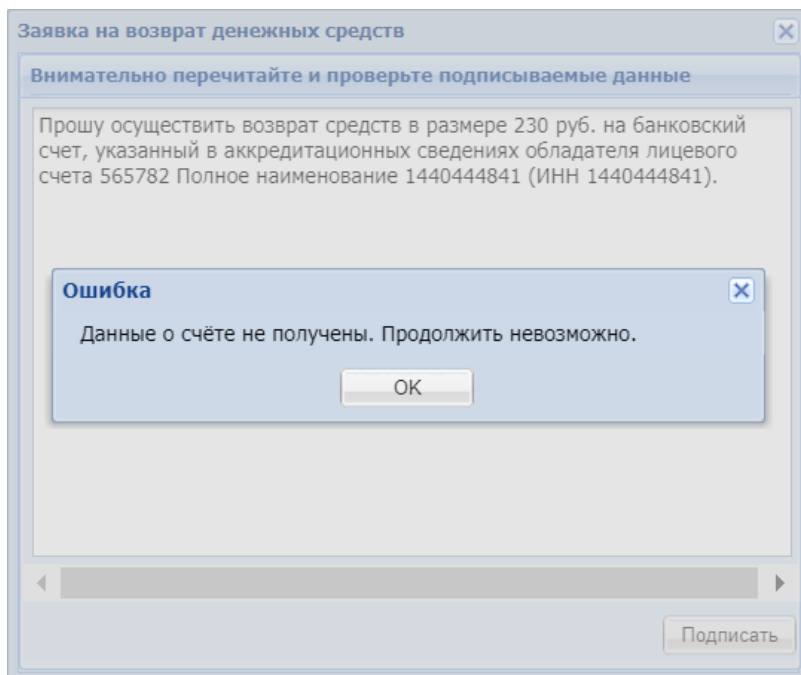 Заявка на возврат денежных средств
Внимательно перечитайте и проверьте подписываемые данные
Прошу осуществить возврат средств в размере 230 руб. на банковский
счет, указанный в аккредитационных сведениях обладателя лицевого
счета 565782 Полное наименование 1440444841 (ИНН 1440444841).
Ошибка
Данные о счёте не получены. Продолжить невозможно.
OK
Подписать